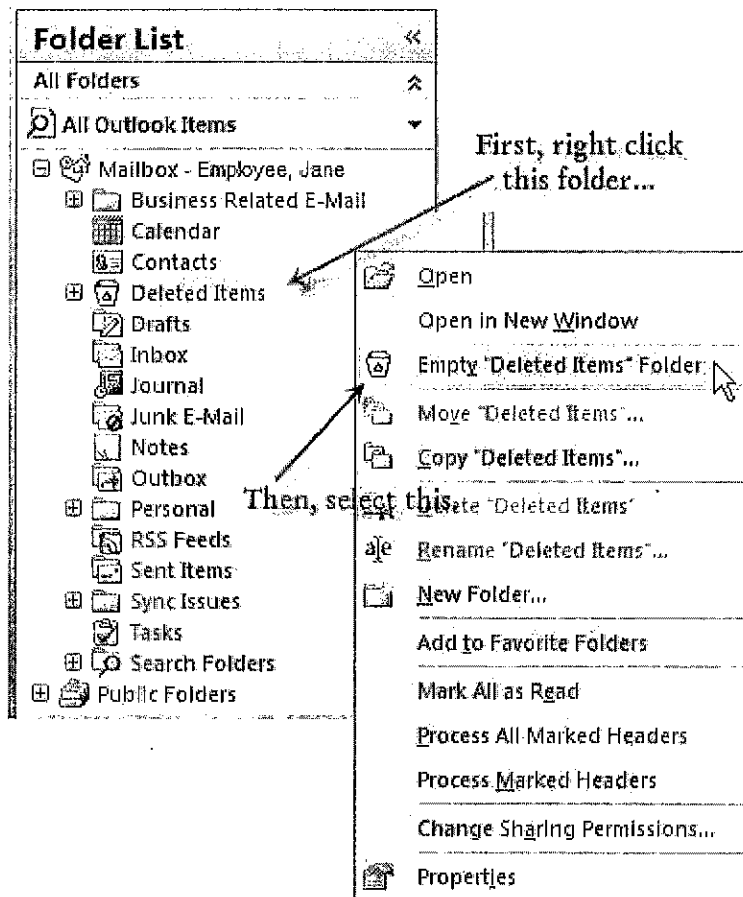 Folder List
All Folders
All Outlook Items
Mailbox - Employee, Jane
Business Related E-Mail
Calendar
Contacts
Deleted Items
Drafts
Inbox
Journal
Junk E-Mail
Notes
Outbox
Personal
RSS Feeds
Sent Items
Sync Issues
Tasks
Search Folders
Public Folders
First, right click
this folder...
Open
Open in New Window
Empty "Deleted Items" Folder
Move "Deleted Items"...
Copy "Deleted Items"...
Then, select this.
Delete "Deleted Items"
Rename "Deleted Items"...
New Folder...
Add to Favorite Folders
Mark All as Read
Process All Marked Headers
Process Marked Headers
Change Sharing Permissions...
Properties